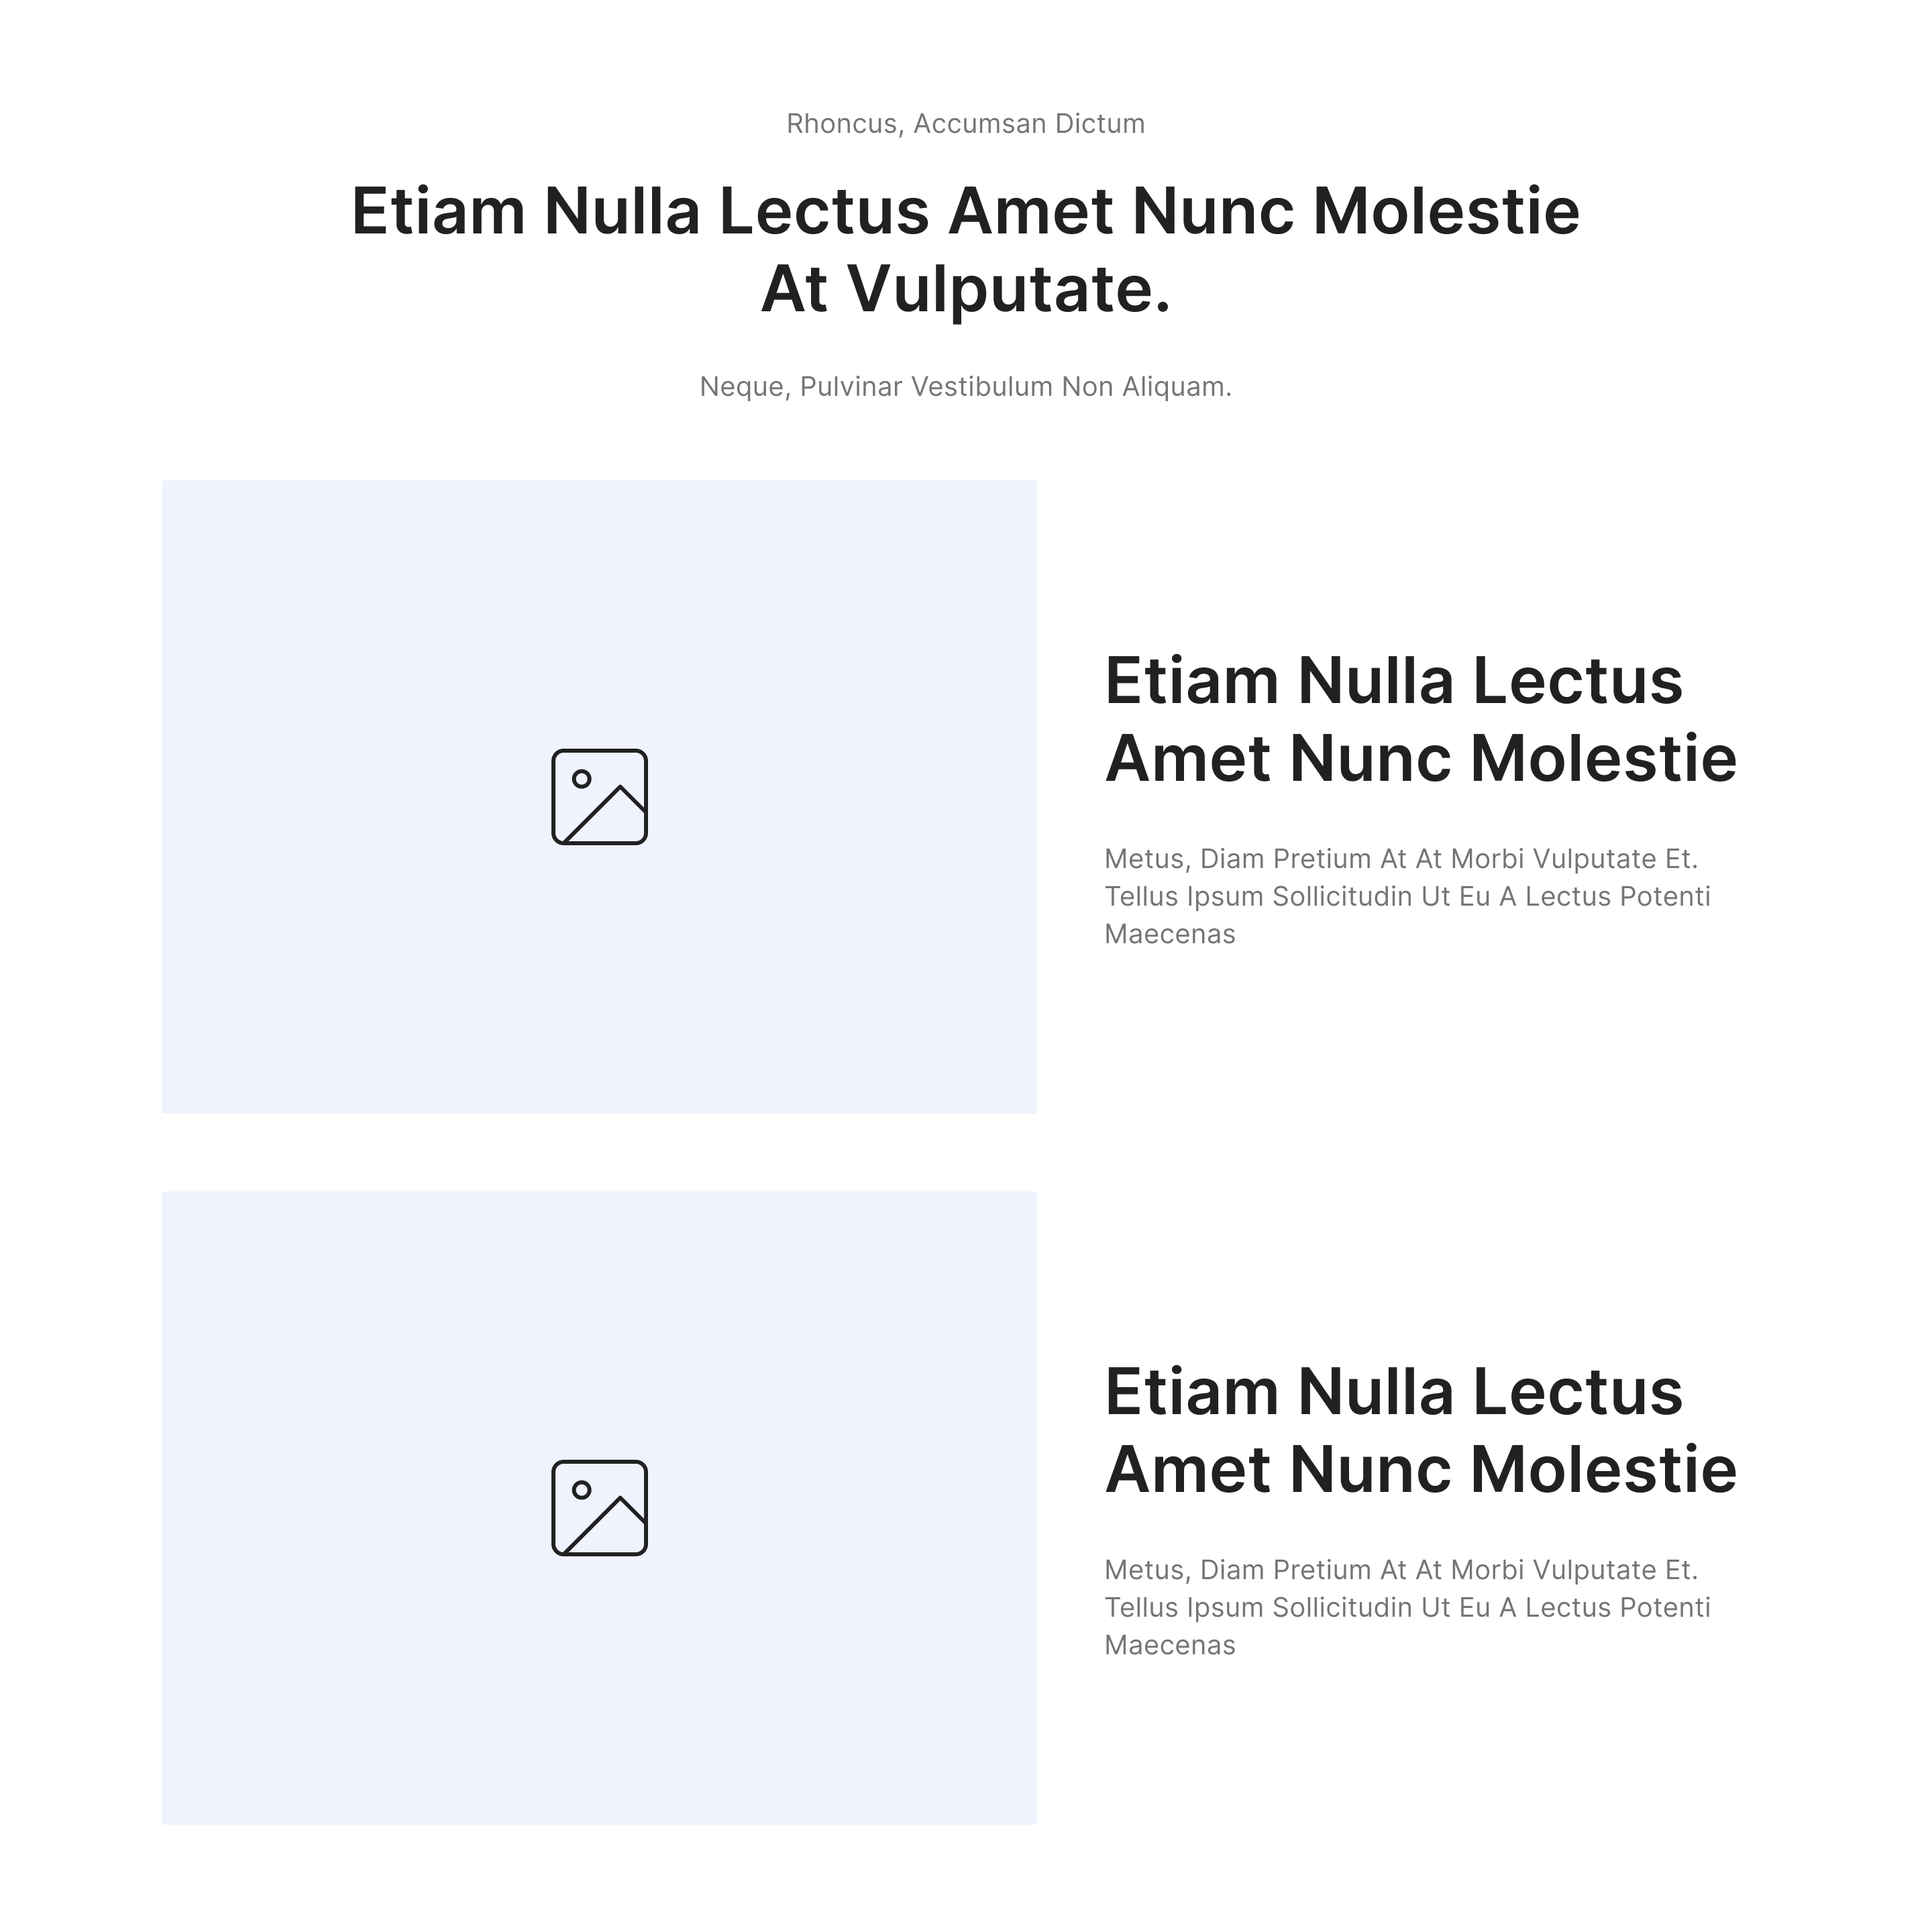 Rhoncus, Accumsan Dictum
Etiam Nulla Lectus Amet Nunc Molestie
At Vulputate.
Neque, Pulvinar Vestibulum Non Aliquam.
Etiam Nulla Lectus
Amet Nunc Molestie
Metus, Diam Pretium At At Morbi Vulputate Et.
Tellus Ipsum Sollicitudin Ut Eu A Lectus Potenti
Maecenas
Etiam Nulla Lectus
Amet Nunc Molestie
Metus, Diam Pretium At At Morbi Vulputate Et.
Tellus Ipsum Sollicitudin Ut Eu A Lectus Potenti
Maecenas